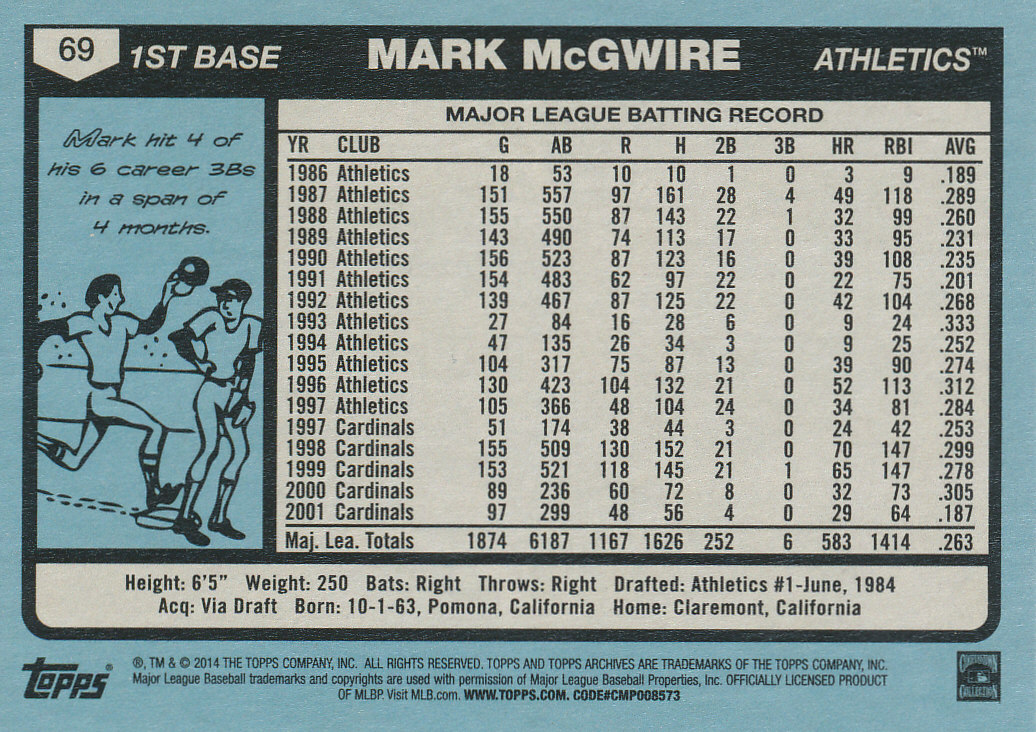 69 1ST BASE MARK McGWIRE ATHLETICS™
Mark hit 4 of
his 6 career 3Bs
in a span of
4 months.
MAJOR LEAGUE BATTING RECORD
YR CLUB G AB R H 2B 3B HR RBI AVG
1986 Athletics 18 53 10 10 1 0 3 9 .189
1987 Athletics 151 557 97 161 28 4 49 118 .289
1988 Athletics 155 550 87 143 22 1 32 99 .260
1989 Athletics 143 490 74 113 17 0 33 95 .231
1990 Athletics 156 523 87 123 16 0 39 108 .235
1991 Athletics 154 483 62 97 22 0 22 75 .201
1992 Athletics 139 467 87 125 22 0 42 104 .268
1993 Athletics 27 84 16 28 6 0 9 24 .333
1994 Athletics 47 135 26 34 3 0 9 25 .252
1995 Athletics 104 317 75 87 13 0 39 90 .274
1996 Athletics 130 423 104 132 21 0 52 113 .312
1997 Athletics 105 366 48 104 24 0 34 81 .284
1997 Cardinals 51 174 38 44 3 0 24 42 .253
1998 Cardinals 155 509 130 152 21 0 70 147 .299
1999 Cardinals 153 521 118 145 21 1 65 147 .278
2000 Cardinals 89 236 60 72 8 0 32 73 .305
2001 Cardinals 97 299 48 56 4 0 29 64 .187
Maj. Lea. Totals 1874 6187 1167 1626 252 6 583 1414 .263
Height: 6'5" Weight: 250 Bats: Right Throws: Right Drafted: Athletics #1-June, 1984
Acq: Via Draft Born: 10-1-63, Pomona, California Home: Claremont, California
Topps®
®, TM & © 2014 THE TOPPS COMPANY, INC. ALL RIGHTS RESERVED. TOPPS AND TOPPS ARCHIVES ARE TRADEMARKS OF THE TOPPS COMPANY, INC.
Major League Baseball trademarks and copyrights are used with permission of Major League Baseball Properties, Inc. OFFICIALLY LICENSED PRODUCT
OF MLBP. Visit MLB.com. WWW.TOPPS.COM. CODE#CMP008573
COOPERSTOWN
COLLECTION